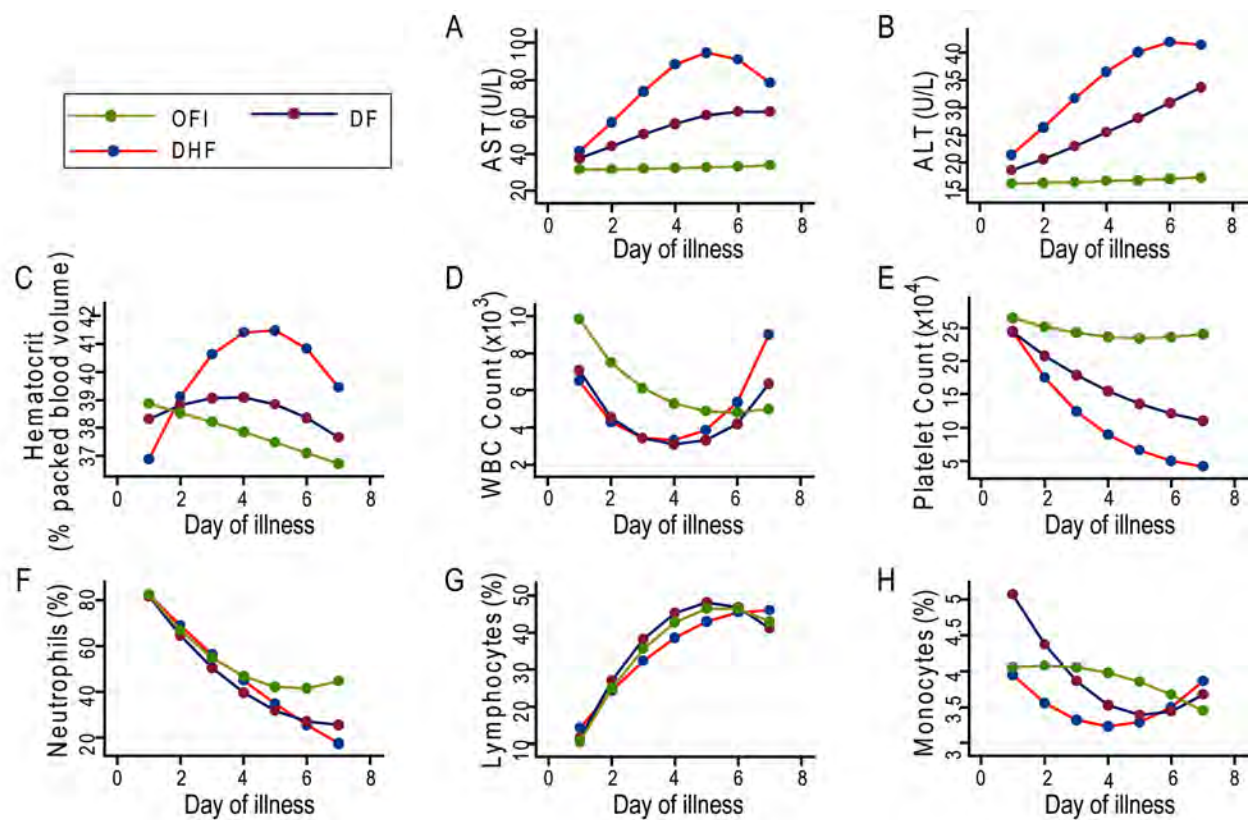 A
AST (U/L)
100
80
60
40
20
0 2 4 6 8
Day of illness
B
ALT (U/L)
40
35
30
25
20
15
0 2 4 6 8
Day of illness
OFI DF
DHF
C
Hematocrit
(% packed blood volume)
42
41
40
39
38
37
0 2 4 6 8
Day of illness
D
WBC Count (x10³)
10
8
6
4
2
0 2 4 6 8
Day of illness
E
Platelet Count (x10⁴)
25
20
15
10
5
0 2 4 6 8
Day of illness
F
Neutrophils (%)
80
60
40
20
0 2 4 6 8
Day of illness
G
Lymphocytes (%)
50
40
30
20
10
0 2 4 6 8
Day of illness
H
Monocytes (%)
5
4.5
4
3.5
3
0 2 4 6 8
Day of illness